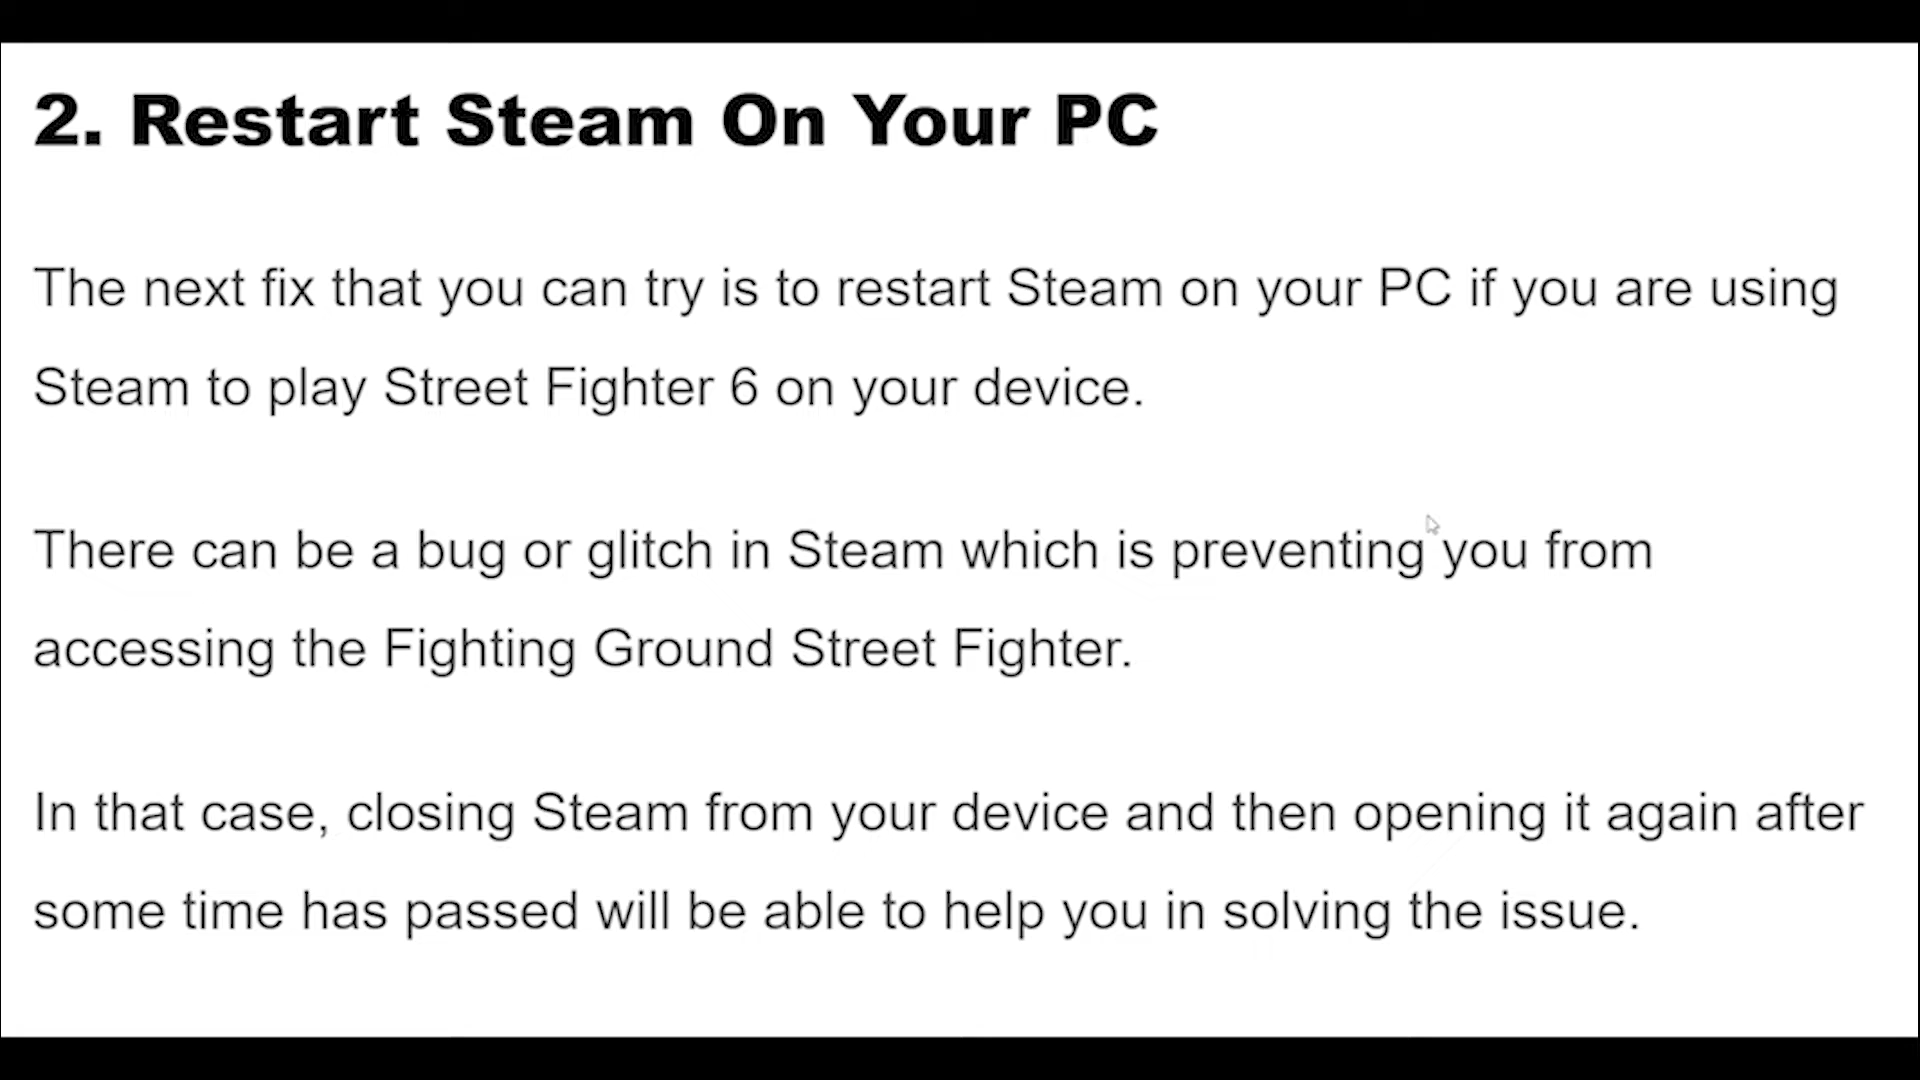 2. Restart Steam On Your PC
The next fix that you can try is to restart Steam on your PC if you are using
Steam to play Street Fighter 6 on your device.
There can be a bug or glitch in Steam which is preventing you from
accessing the Fighting Ground Street Fighter.
In that case, closing Steam from your device and then opening it again after
some time has passed will be able to help you in solving the issue.